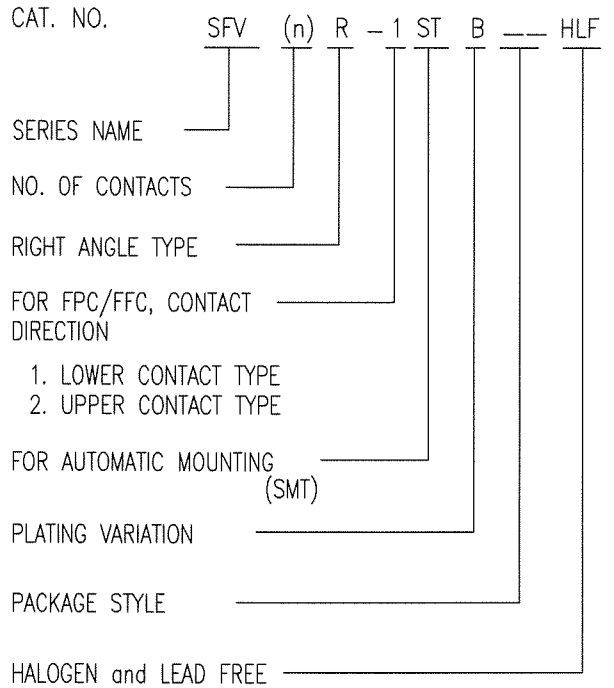 CAT. NO. SFV (n) R - 1 ST B __ HLF
SERIES NAME
NO. OF CONTACTS
RIGHT ANGLE TYPE
FOR FPC/FFC, CONTACT
DIRECTION
1. LOWER CONTACT TYPE
2. UPPER CONTACT TYPE
FOR AUTOMATIC MOUNTING
(SMT)
PLATING VARIATION
PACKAGE STYLE
HALOGEN and LEAD FREE